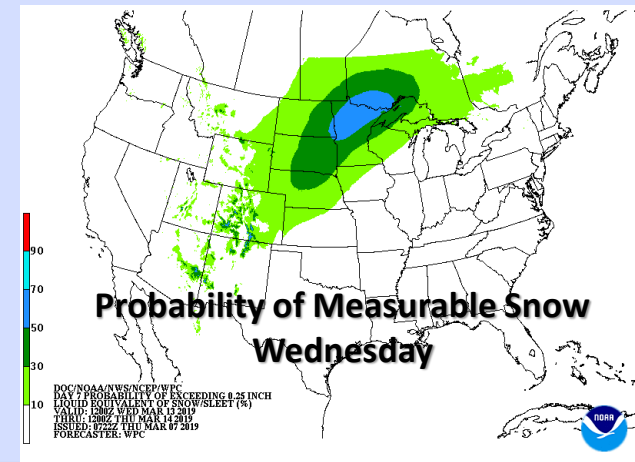 90
70
50
30
10
Probability of Measurable Snow
Wednesday
DOC/NOAA/NWS/NCEP/WPC
DAY 7 PROBABILITY OF EXCEEDING 0.25 INCH
LIQUID EQUIVALENT OF SNOW/SLEET (%)
VALID: 1200Z WED MAR 13 2019
THRU: 1200Z THU MAR 14 2019
ISSUED: 0722Z THU MAR 07 2019
FORECASTER: WPC
NOAA